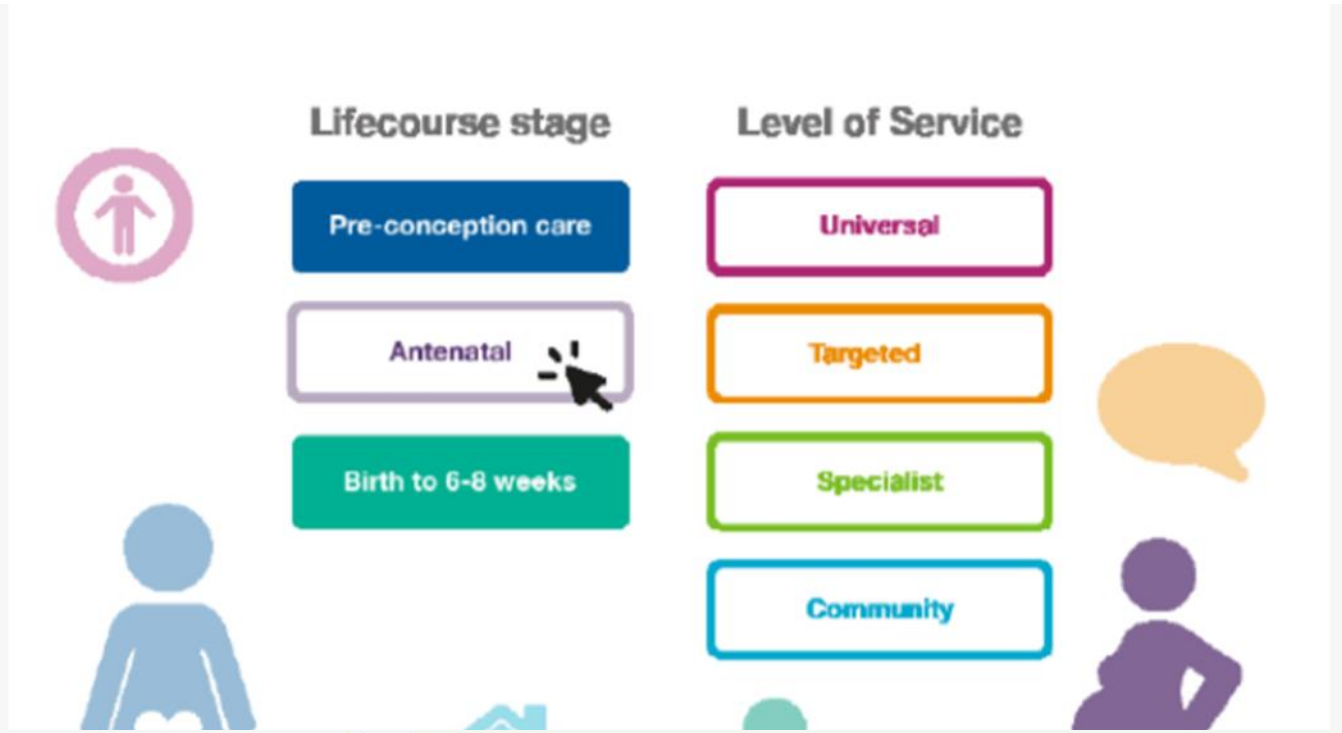 Lifecourse stage
Pre-conception care
Antenatal
Birth to 6-8 weeks
Level of Service
Universal
Targeted
Specialist
Community